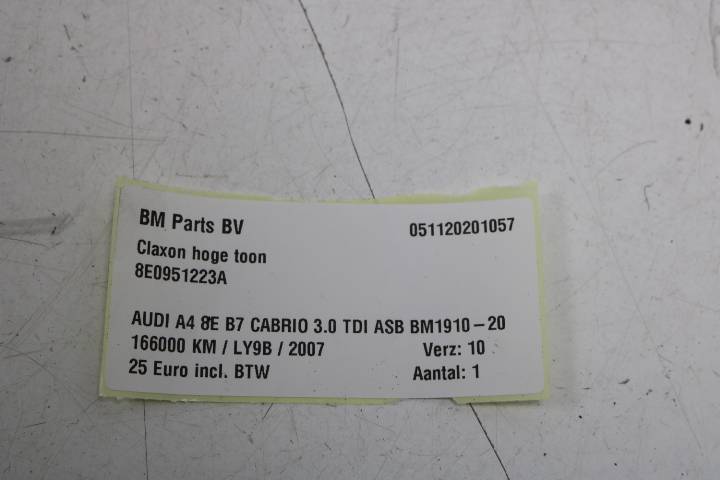 BM Parts BV 051120201057
Claxon hoge toon
8E0951223A
AUDI A4 8E B7 CABRIO 3.0 TDI ASB BM1910-20
166000 KM / LY9B / 2007 Verz: 10
25 Euro incl. BTW Aantal: 1